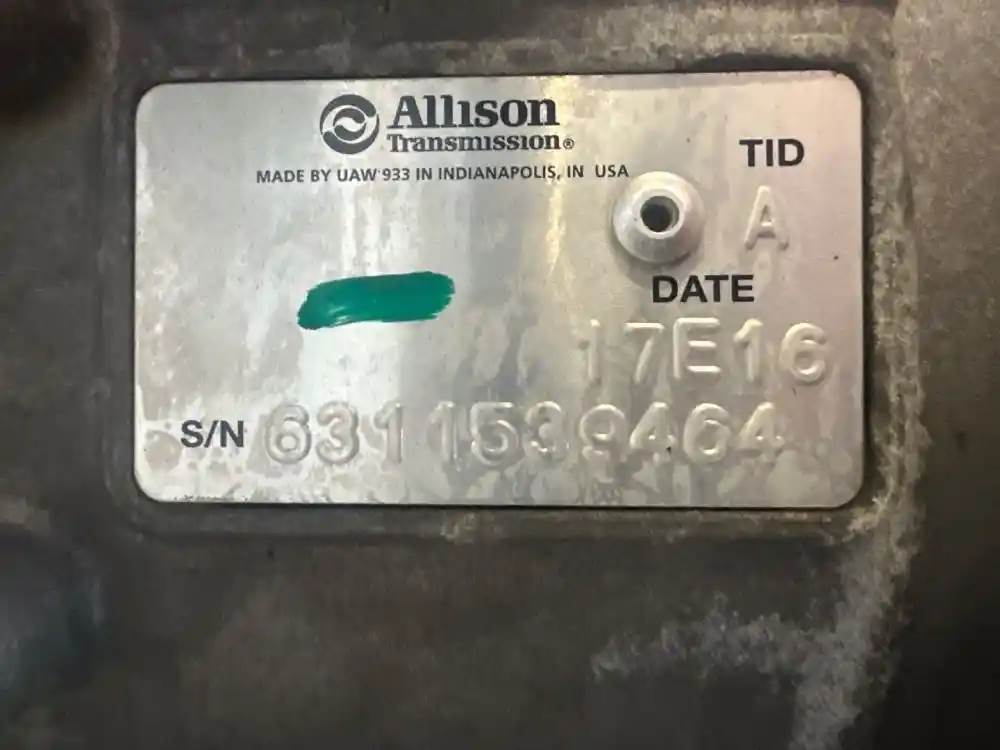 Allison
Transmission®
MADE BY UAW 933 IN INDIANAPOLIS, IN USA
TID
A
DATE
17E16
S/N 6311539464